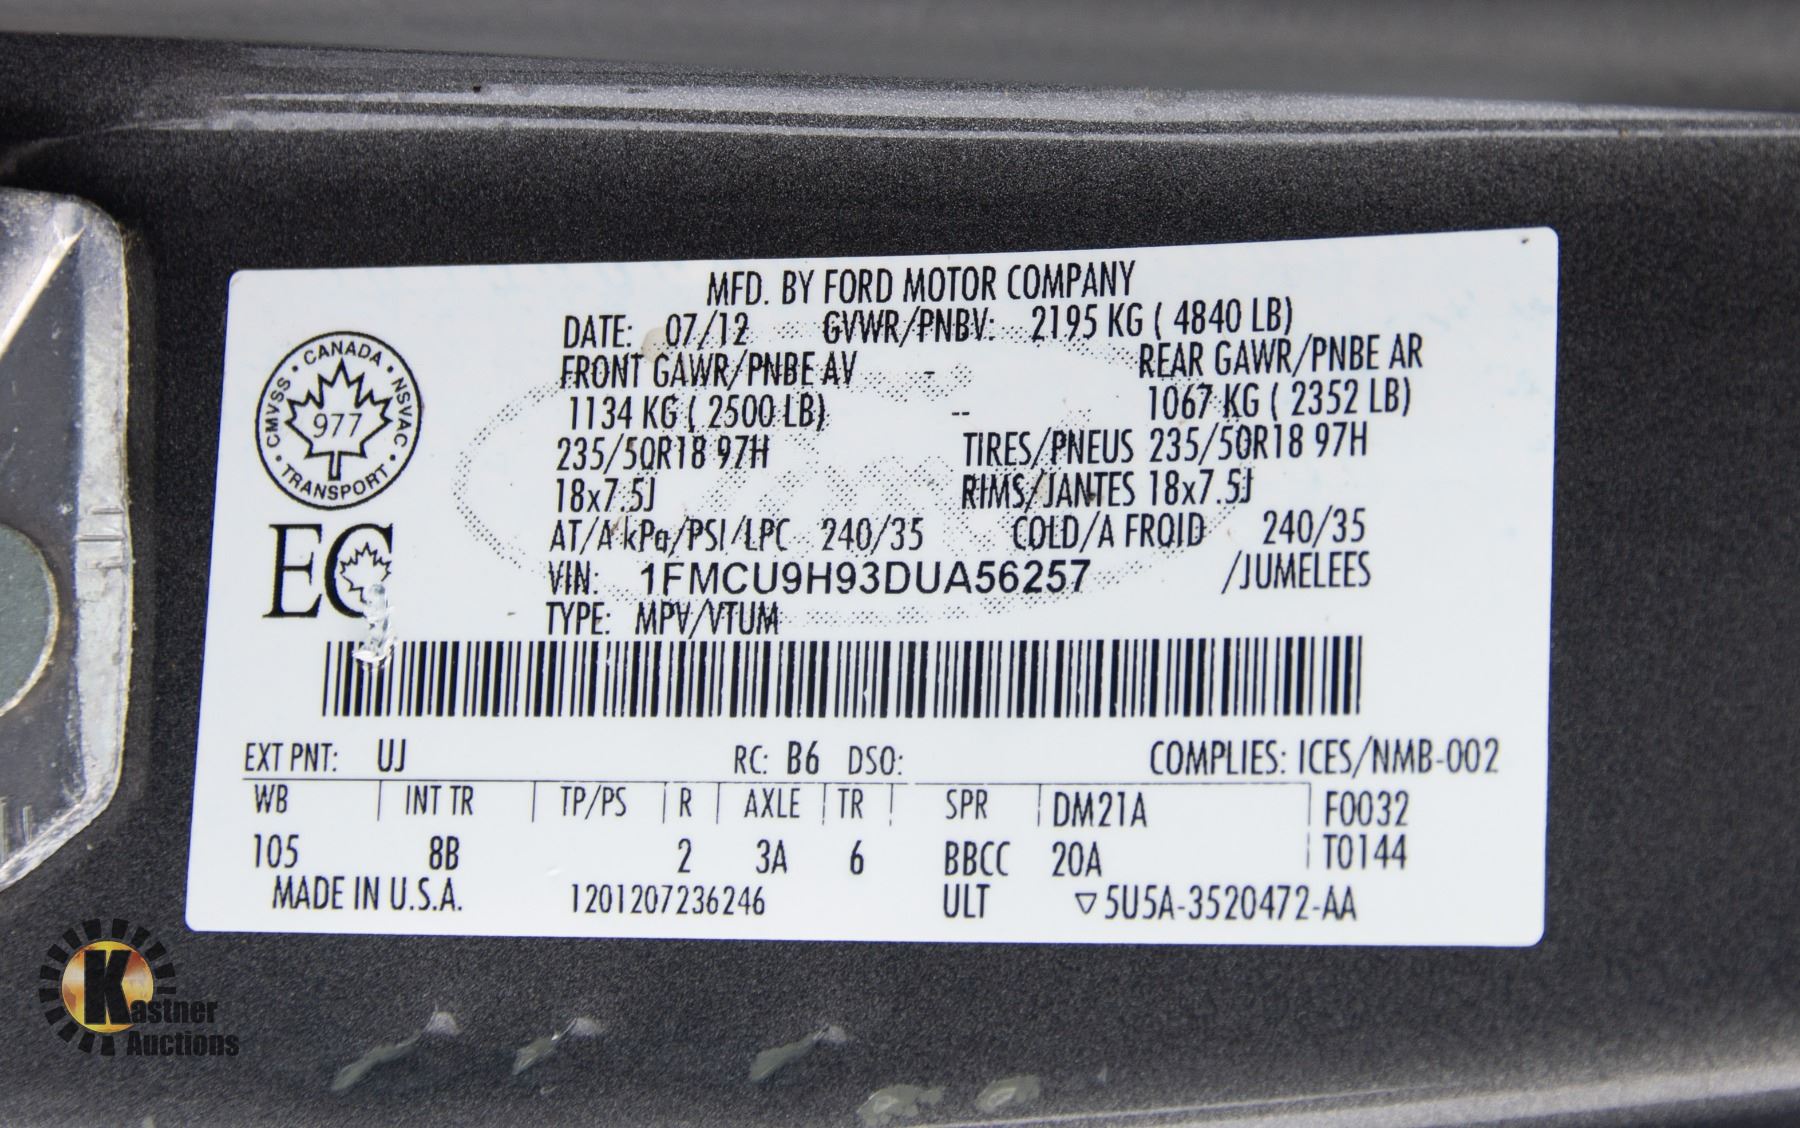 MFD. BY FORD MOTOR COMPANY
DATE: 07/12 GVWR/PNBV: 2195 KG ( 4840 LB)
FRONT GAWR/PNBE AV - REAR GAWR/PNBE AR
1134 KG ( 2500 LB) -- 1067 KG ( 2352 LB)
235/50R18 97H TIRES/PNEUS 235/50R18 97H
18x7.5J RIMS/JANTES 18x7.5J
AT/A kPa/PSI/LPC 240/35 COLD/A FROID 240/35
VIN: 1FMCU9H93DUA56257 /JUMELEES
TYPE: MPV/VTUM
CANADA
CMVSS NSVAC
977
TRANSPORT
EC
EXT PNT: UJ RC: B6 DSO: COMPLIES: ICES/NMB-002
WB INT TR TP/PS R AXLE TR SPR DM21A F0032
105 8B 2 3A 6 BBCC 20A T0144
MADE IN U.S.A. 1201207236246 ULT ▽5U5A-3520472-AA
Kastner
Auctions